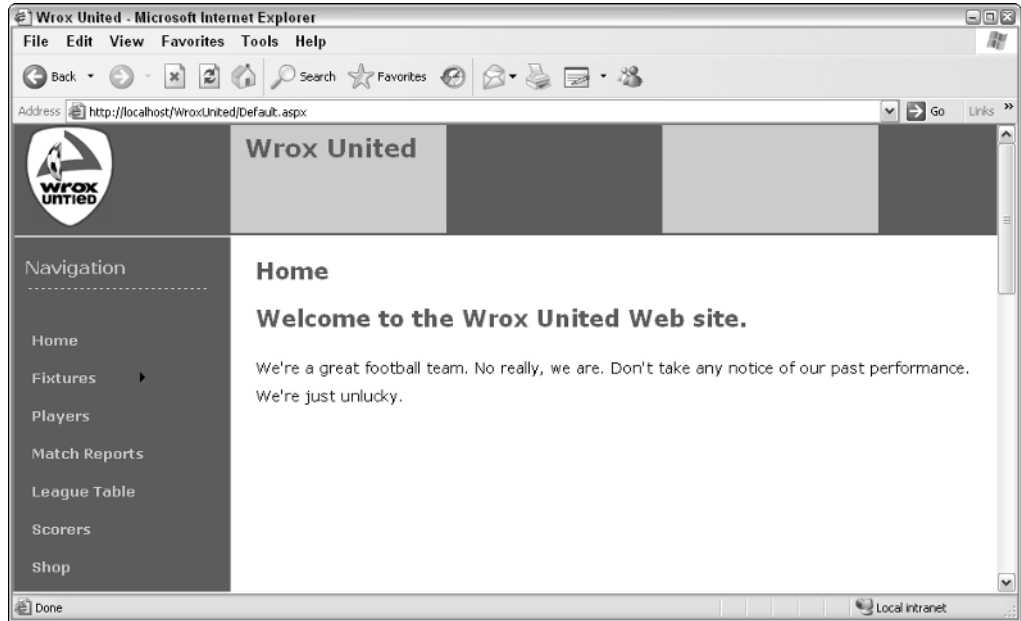 Wrox United - Microsoft Internet Explorer
File Edit View Favorites Tools Help
Back Search Favorites
Address http://localhost/WroxUnited/Default.aspx Go Links »
wrox
UNTIED
Wrox United
Navigation
Home
Fixtures
Players
Match Reports
League Table
Scorers
Shop
Home
Welcome to the Wrox United Web site.
We're a great football team. No really, we are. Don't take any notice of our past performance.
We're just unlucky.
Done Local intranet